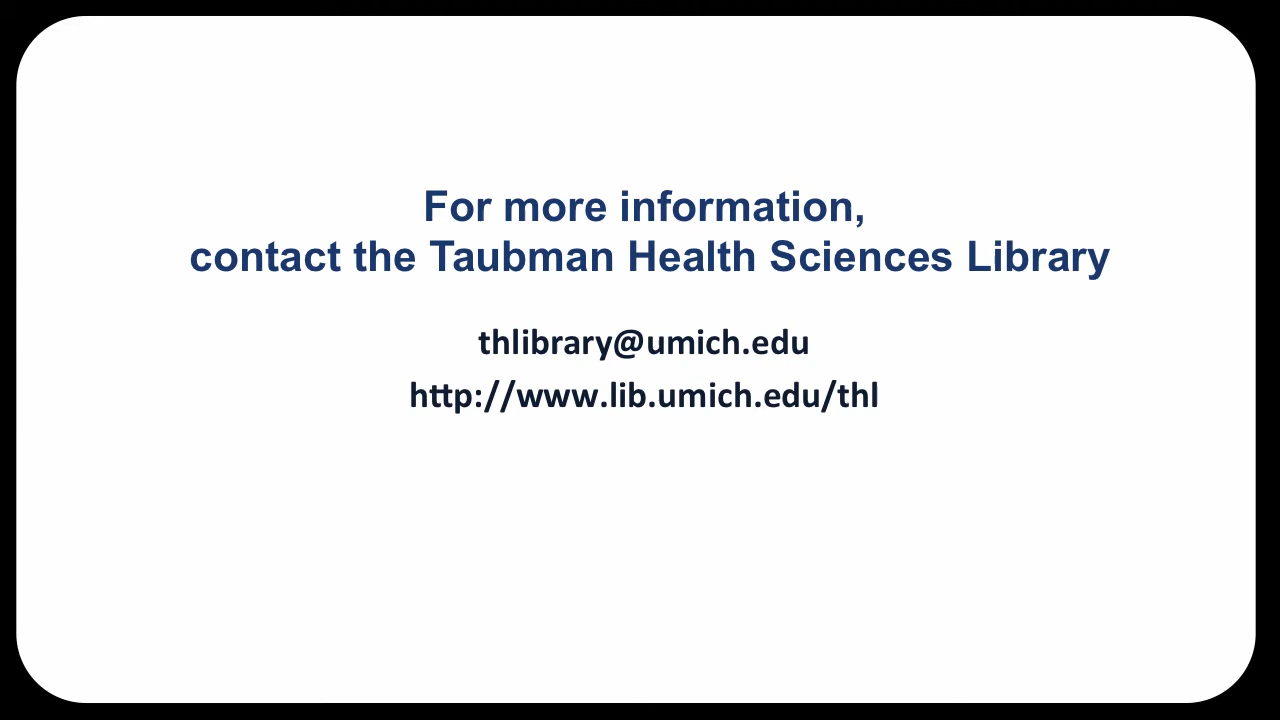 For more information,
contact the Taubman Health Sciences Library
thlibrary@umich.edu
http://www.lib.umich.edu/thl